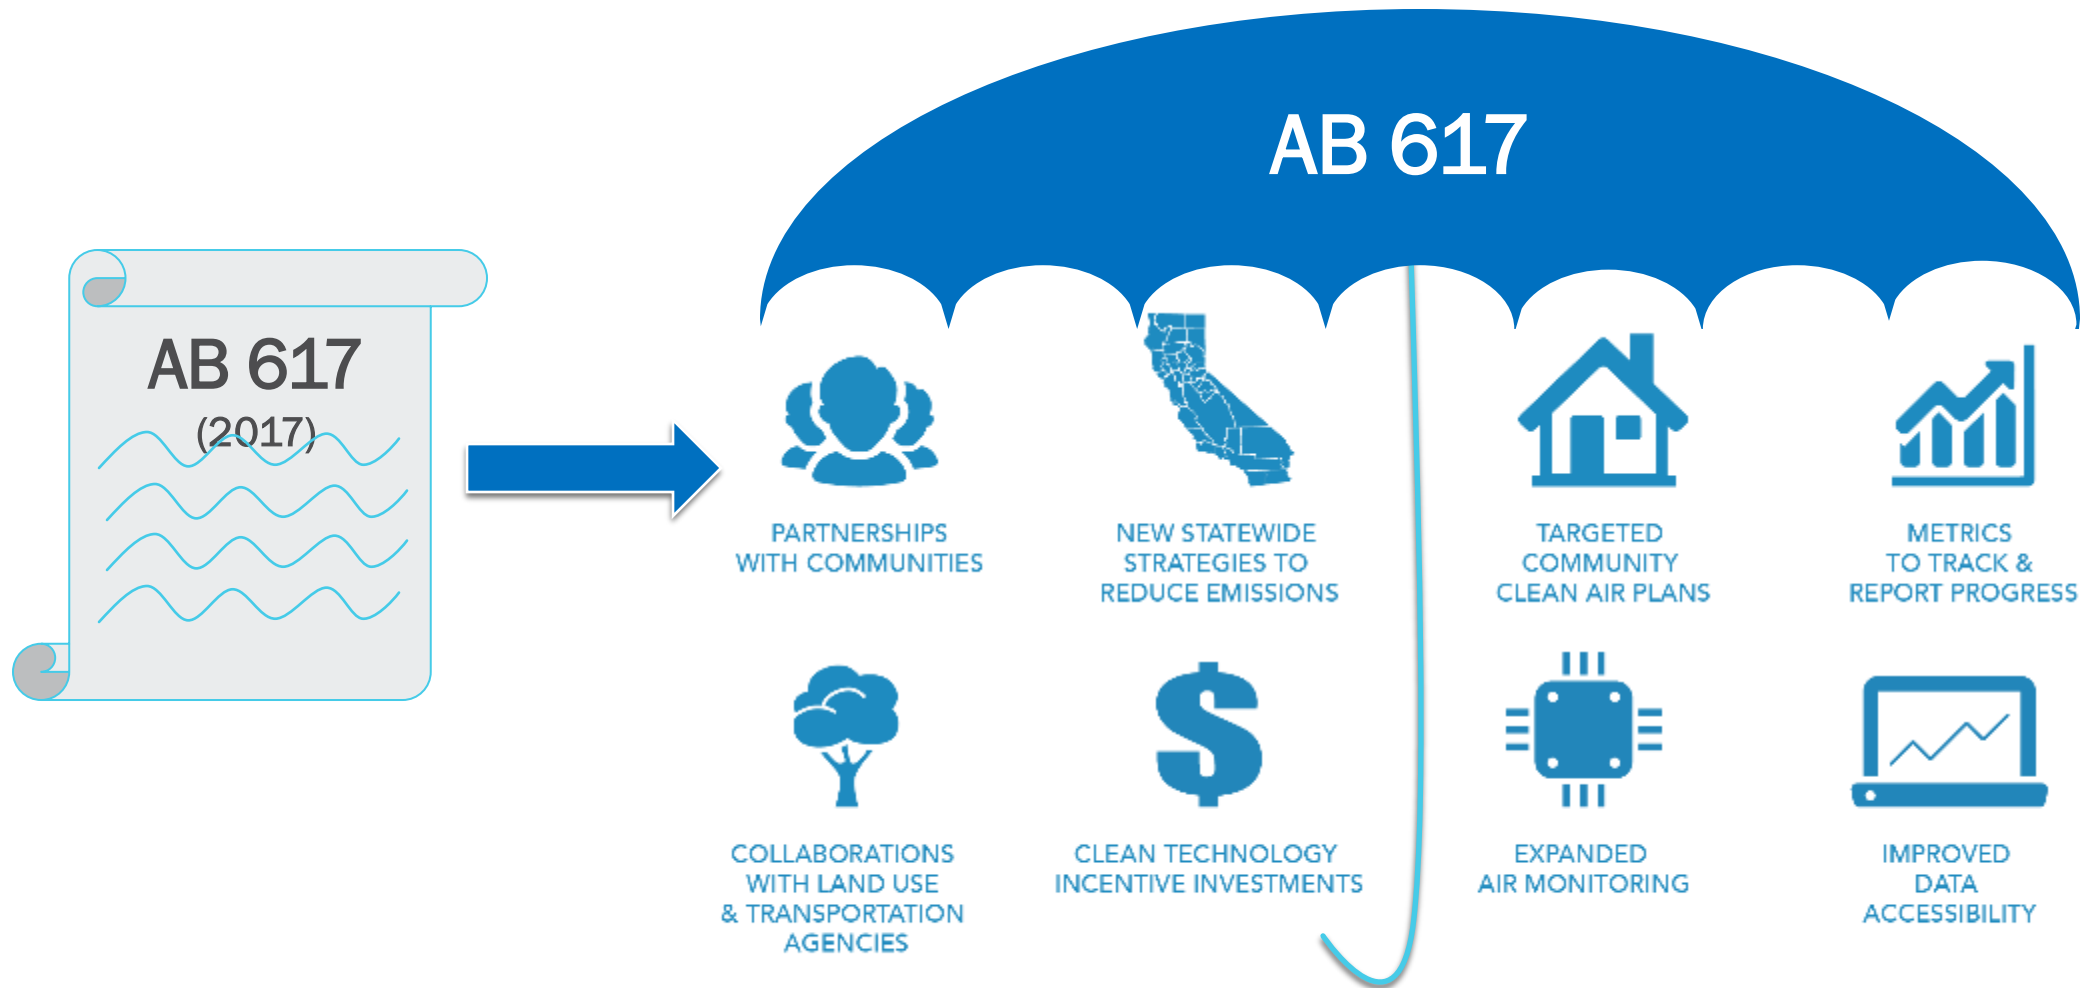 AB 617
AB 617
(2017)
PARTNERSHIPS
WITH COMMUNITIES
NEW STATEWIDE
STRATEGIES TO
REDUCE EMISSIONS
TARGETED
COMMUNITY
CLEAN AIR PLANS
METRICS
TO TRACK &
REPORT PROGRESS
COLLABORATIONS
WITH LAND USE
& TRANSPORTATION
AGENCIES
CLEAN TECHNOLOGY
INCENTIVE INVESTMENTS
EXPANDED
AIR MONITORING
IMPROVED
DATA
ACCESSIBILITY